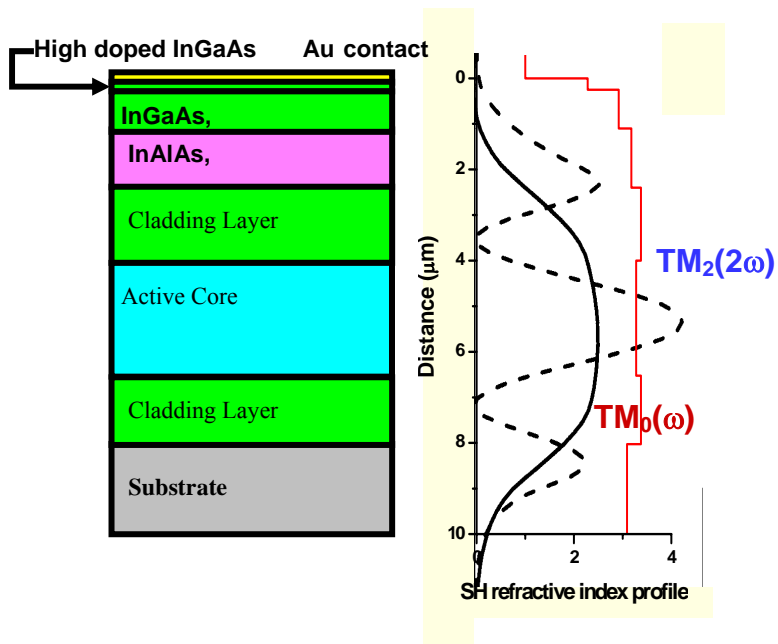 High doped InGaAs Au contact
InGaAs,
InAlAs,
Cladding Layer
Active Core
Cladding Layer
Substrate
Distance (μm)
0
2
4
6
8
10
TM₂(2ω)
TM₀(ω)
0 2 4
SH refractive index profile